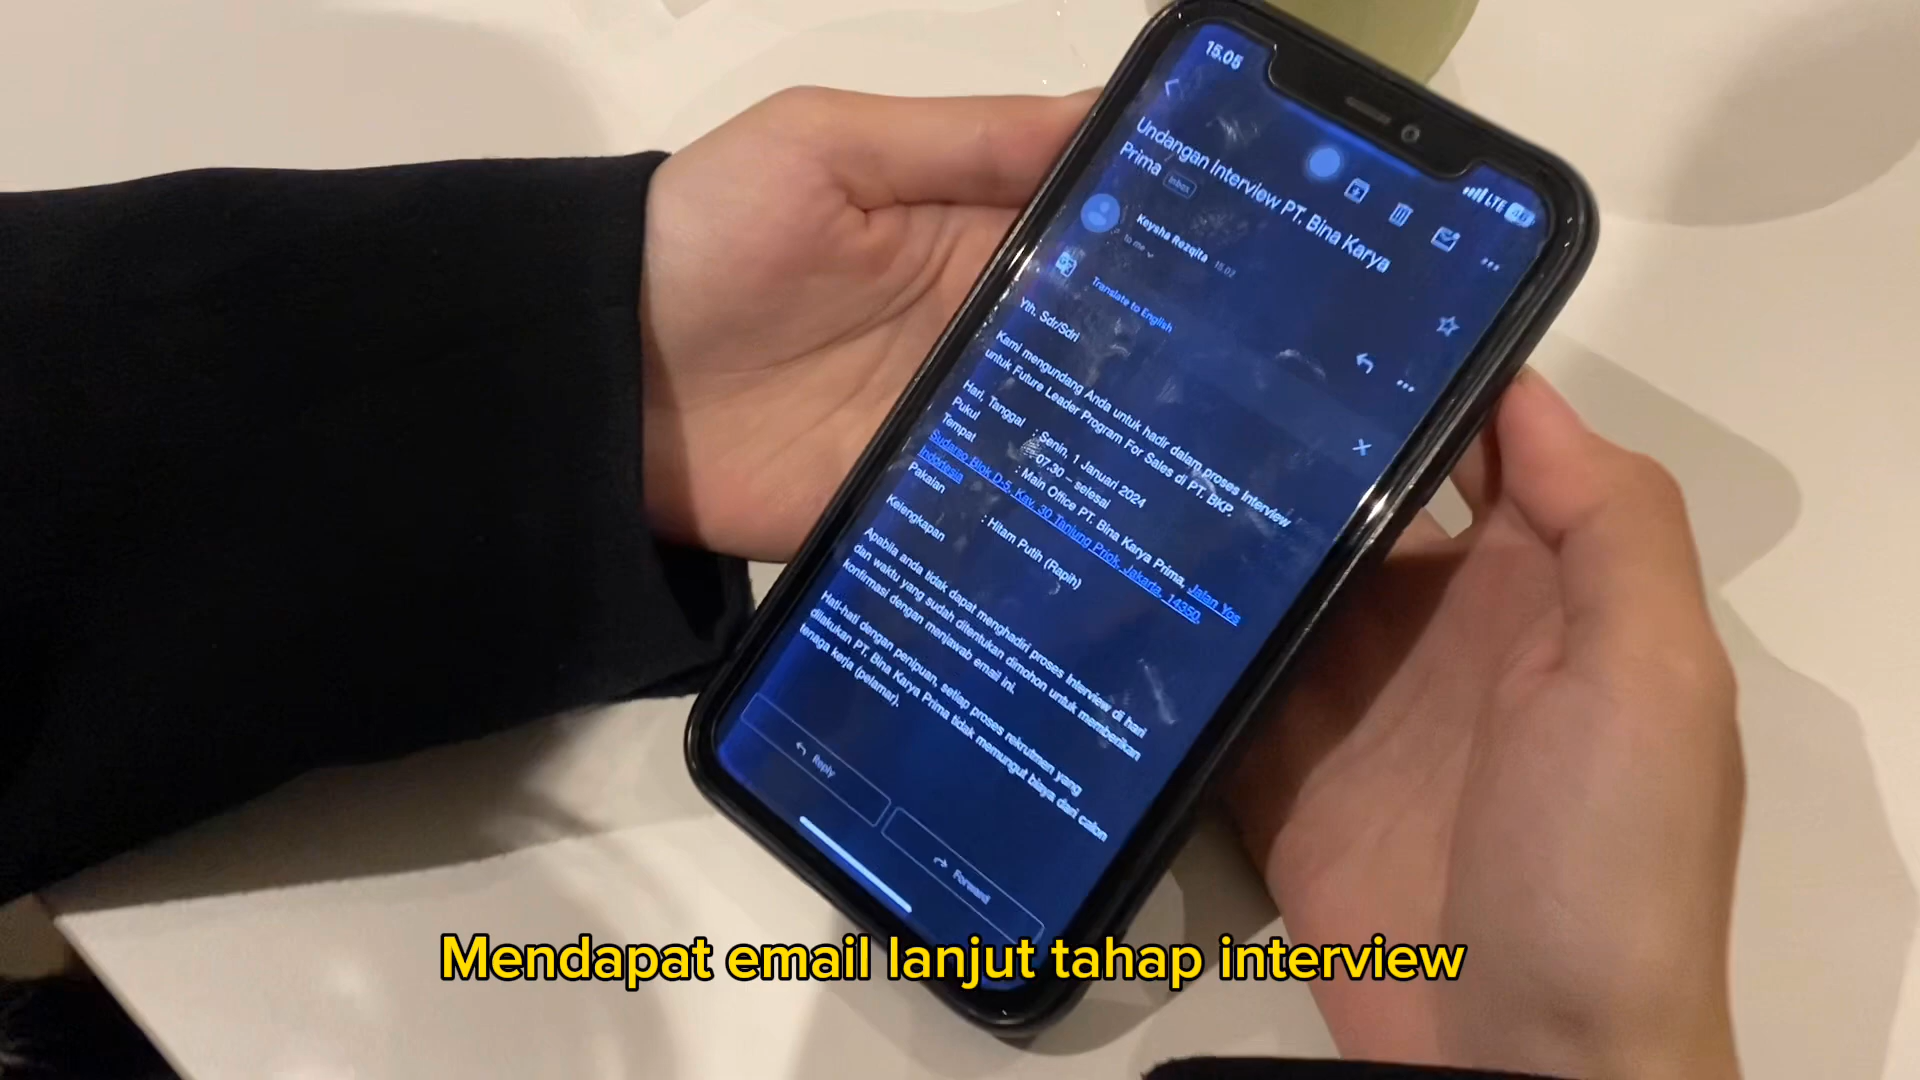 15.05
LTE
Undangan Interview PT. Bina Karya
Prima Inbox
Keysha Rezqita 15.02
to me
Translate to English
Yth. Sdr/Sdri
Kami mengundang Anda untuk hadir dalam proses Interview
untuk Future Leader Program For Sales di PT. BKP.
Hari, Tanggal : Senin, 1 Januari 2024
Pukul : 07.30 – selesai
Tempat : Main Office PT. Bina Karya Prima, Jalan Yos
Sudarso Blok D-5, Kav. 30 Tanjung Priok, Jakarta, 14350,
Indonesia
Pakaian : Hitam Putih (Rapih)
Kelengkapan
Apabila anda tidak dapat menghadiri proses Interview di hari
dan waktu yang sudah ditentukan dimohon untuk memberikan
konfirmasi dengan menjawab email ini.
Hati-hati dengan penipuan, setiap proses rekrutmen yang
dilakukan PT. Bina Karya Prima tidak memungut biaya dari calon
tenaga kerja (pelamar).
Reply
Forward
Mendapat email lanjut tahap interview